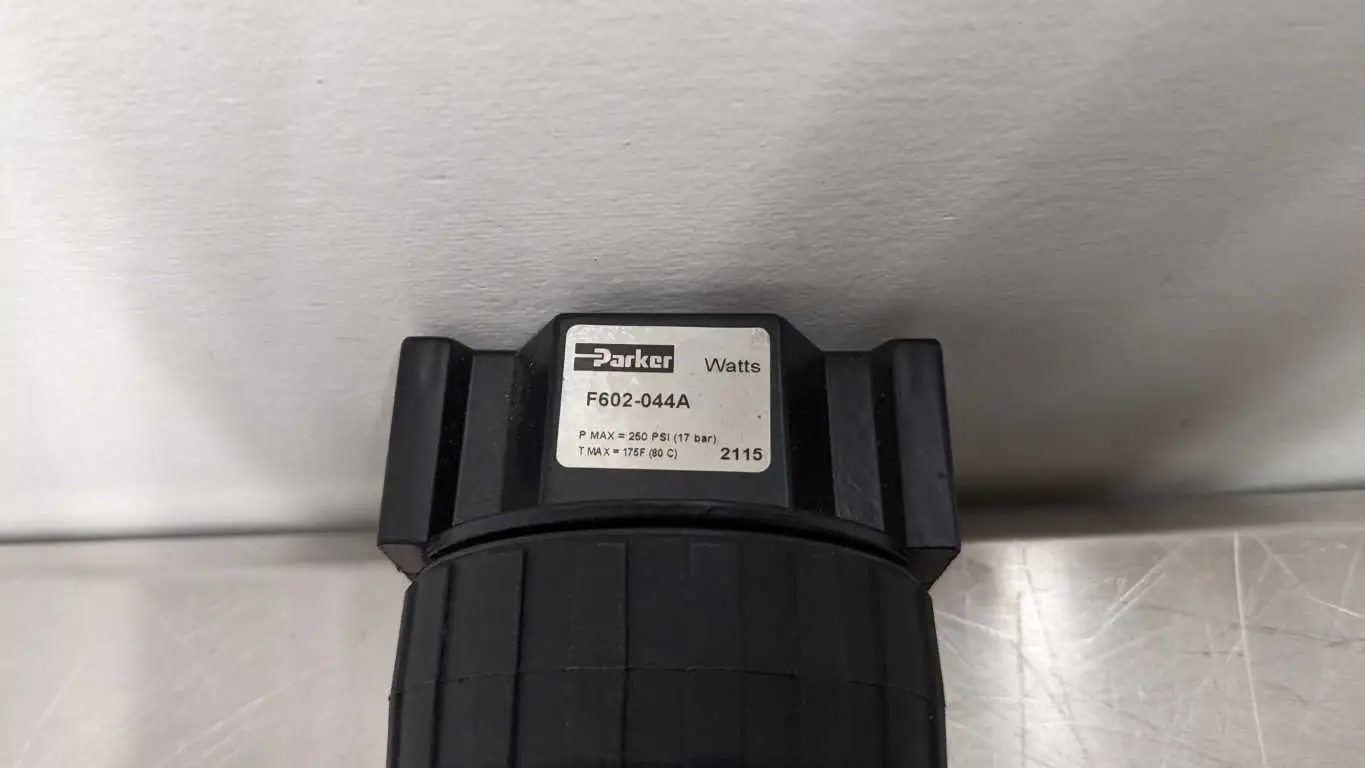 Parker Watts
F602-044A
P MAX = 250 PSI (17 bar)
T MAX = 175F (80 C) 2115